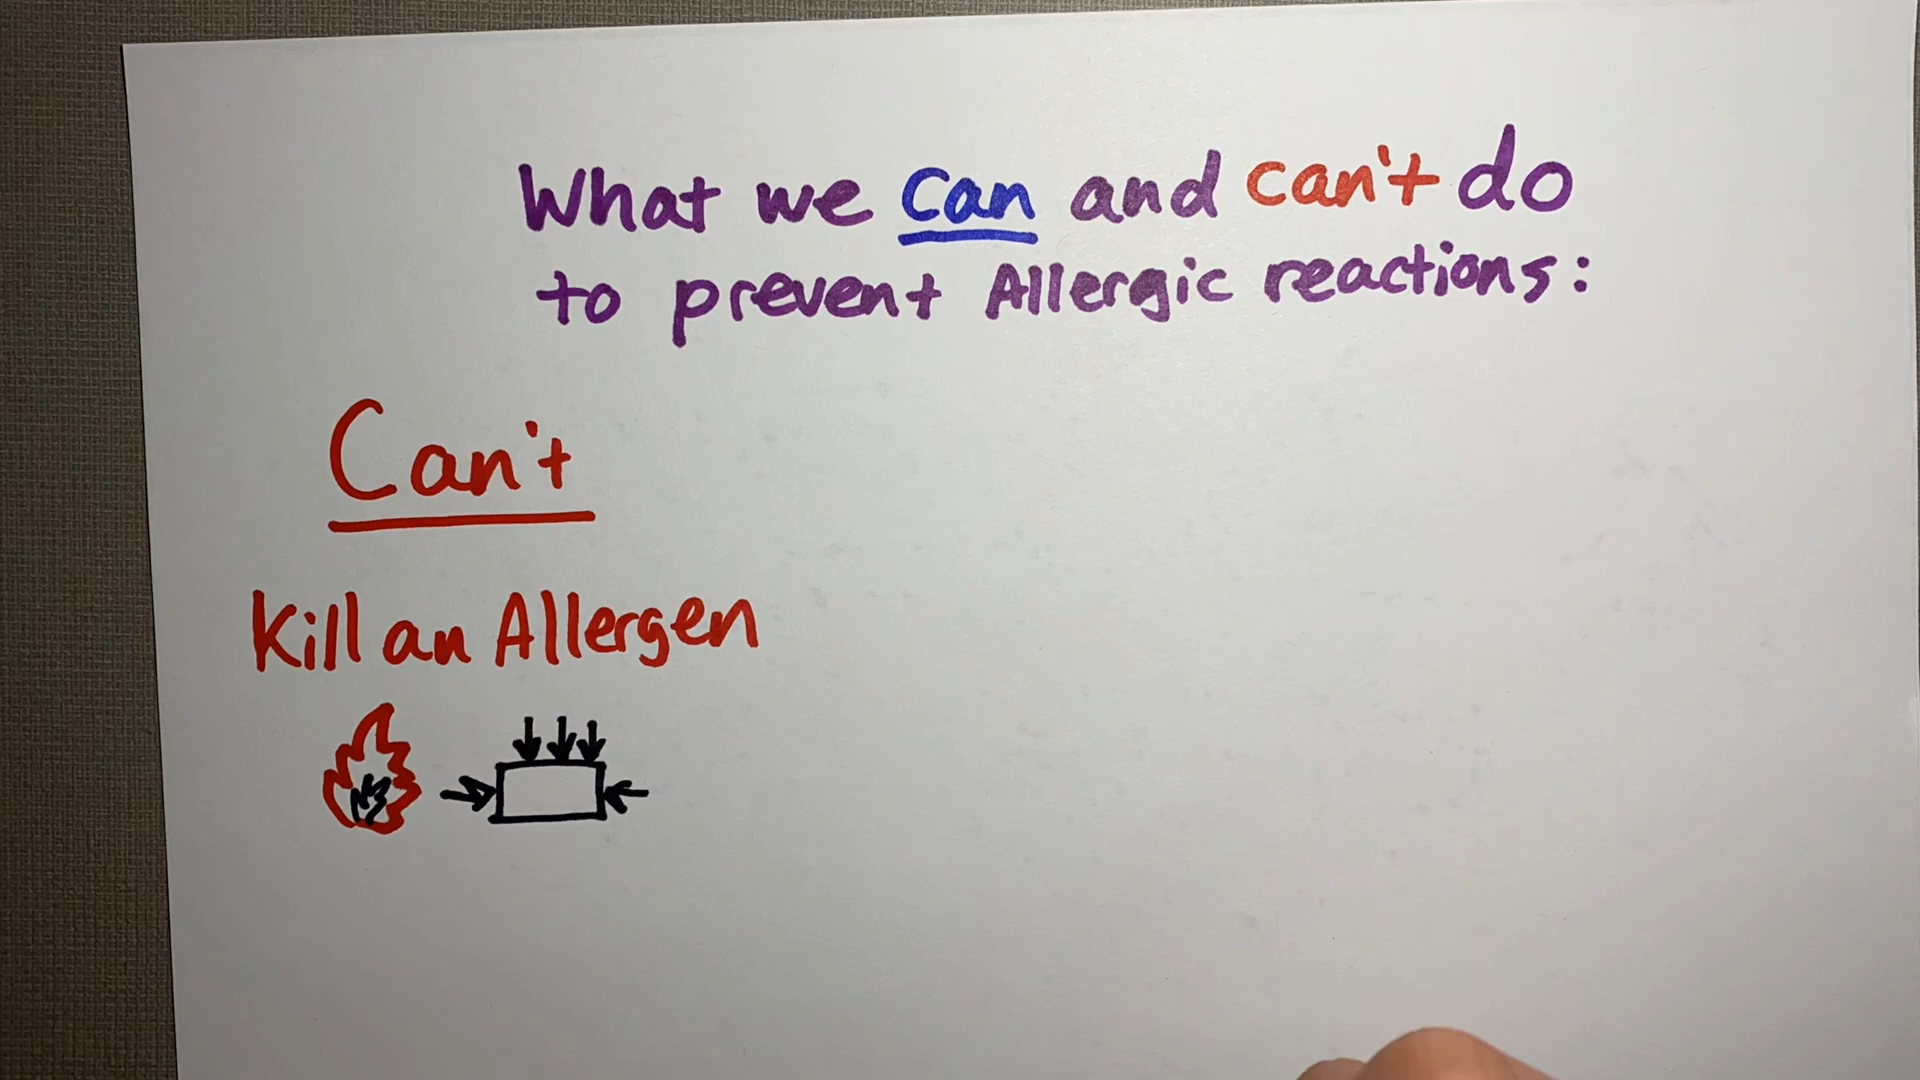 What we can and can't do
to prevent Allergic reactions:
Can't
Kill an Allergen